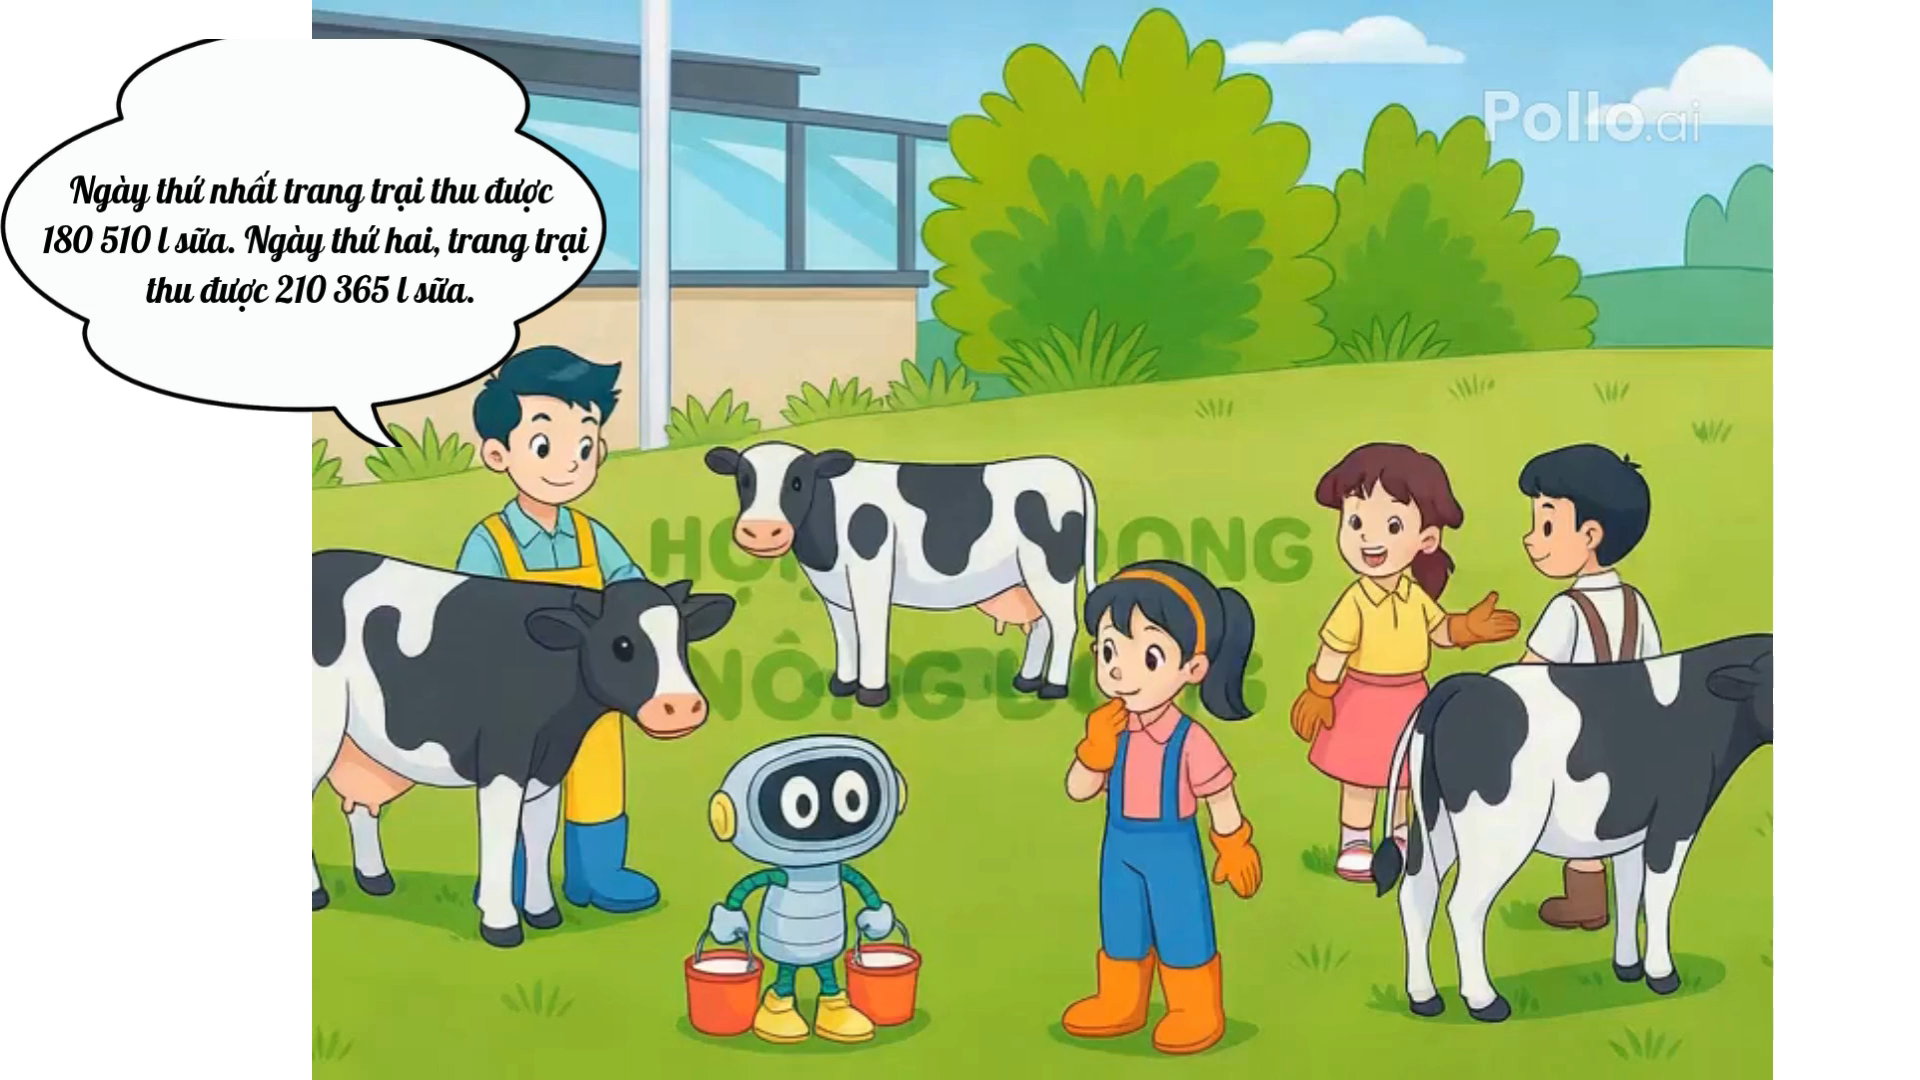 Ngày thứ nhất trang trại thu được
180 510 l sữa. Ngày thứ hai, trang trại
thu được 210 365 l sữa.
Pollo.ai